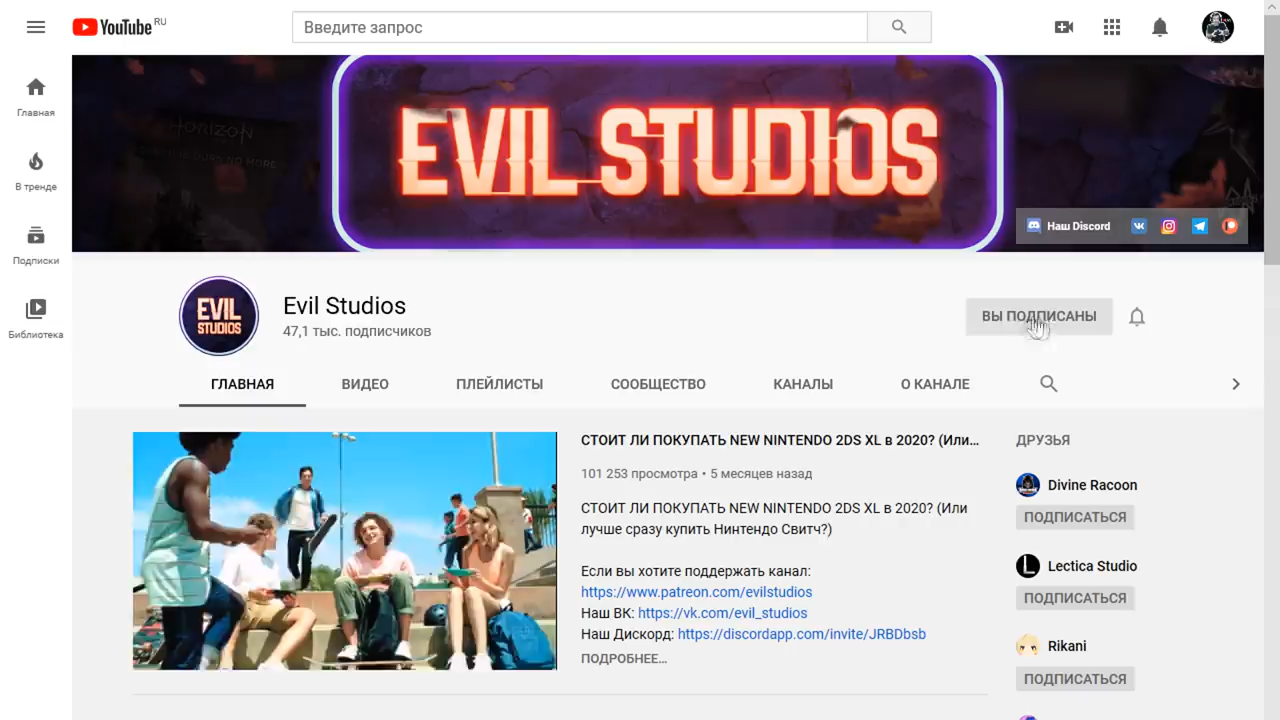 YouTube RU
Введите запрос
Главная
В тренде
Подписки
Библиотека
HORIZON
EVIL STUDIOS
Наш Discord
EVIL STUDIOS
Evil Studios
47,1 тыс. подписчиков
ВЫ ПОДПИСАНЫ
ГЛАВНАЯ ВИДЕО ПЛЕЙЛИСТЫ СООБЩЕСТВО КАНАЛЫ О КАНАЛЕ
СТОИТ ЛИ ПОКУПАТЬ NEW NINTENDO 2DS XL в 2020? (Или...
101 253 просмотра • 5 месяцев назад
СТОИТ ЛИ ПОКУПАТЬ NEW NINTENDO 2DS XL в 2020? (Или
лучше сразу купить Нинтендо Свитч?)
Если вы хотите поддержать канал:
https://www.patreon.com/evilstudios
Наш ВК: https://vk.com/evil_studios
Наш Дискорд: https://discordapp.com/invite/JRBDbsb
ПОДРОБНЕЕ...
ДРУЗЬЯ
Divine Racoon
ПОДПИСАТЬСЯ
Lectica Studio
ПОДПИСАТЬСЯ
Rikani
ПОДПИСАТЬСЯ